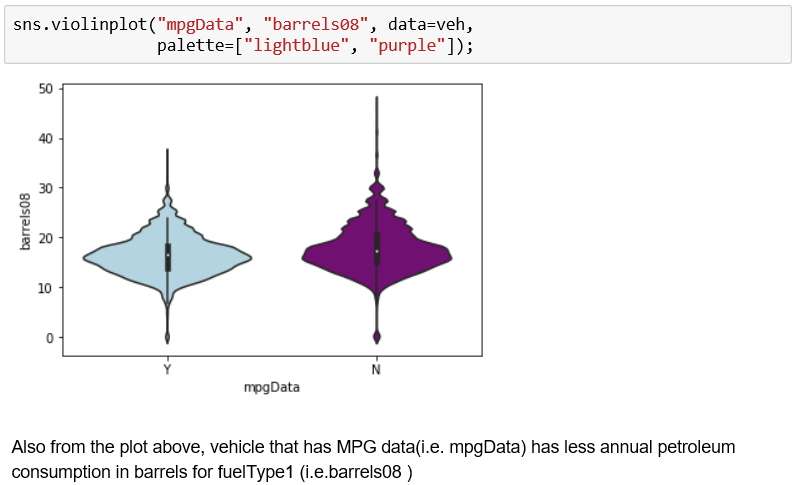 sns.violinplot("mpgData", "barrels08", data=veh,
palette=["lightblue", "purple"]);
50
40
30
20
10
0
barrels08
Y
N
mpgData
Also from the plot above, vehicle that has MPG data(i.e. mpgData) has less annual petroleum
consumption in barrels for fuelType1 (i.e.barrels08 )